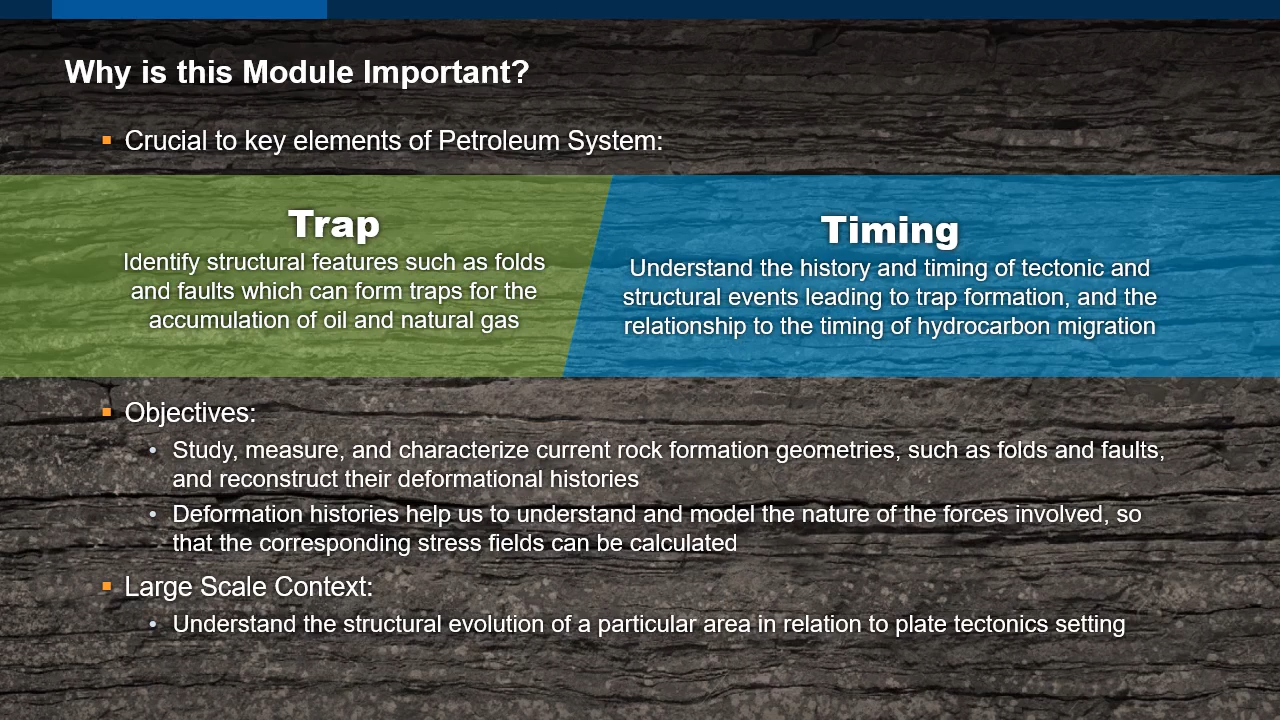 Why is this Module Important?
Crucial to key elements of Petroleum System:
Trap
Identify structural features such as folds
and faults which can form traps for the
accumulation of oil and natural gas
Timing
Understand the history and timing of tectonic and
structural events leading to trap formation, and the
relationship to the timing of hydrocarbon migration
Objectives:
Study, measure, and characterize current rock formation geometries, such as folds and faults,
and reconstruct their deformational histories
Deformation histories help us to understand and model the nature of the forces involved, so
that the corresponding stress fields can be calculated
Large Scale Context:
Understand the structural evolution of a particular area in relation to plate tectonics setting